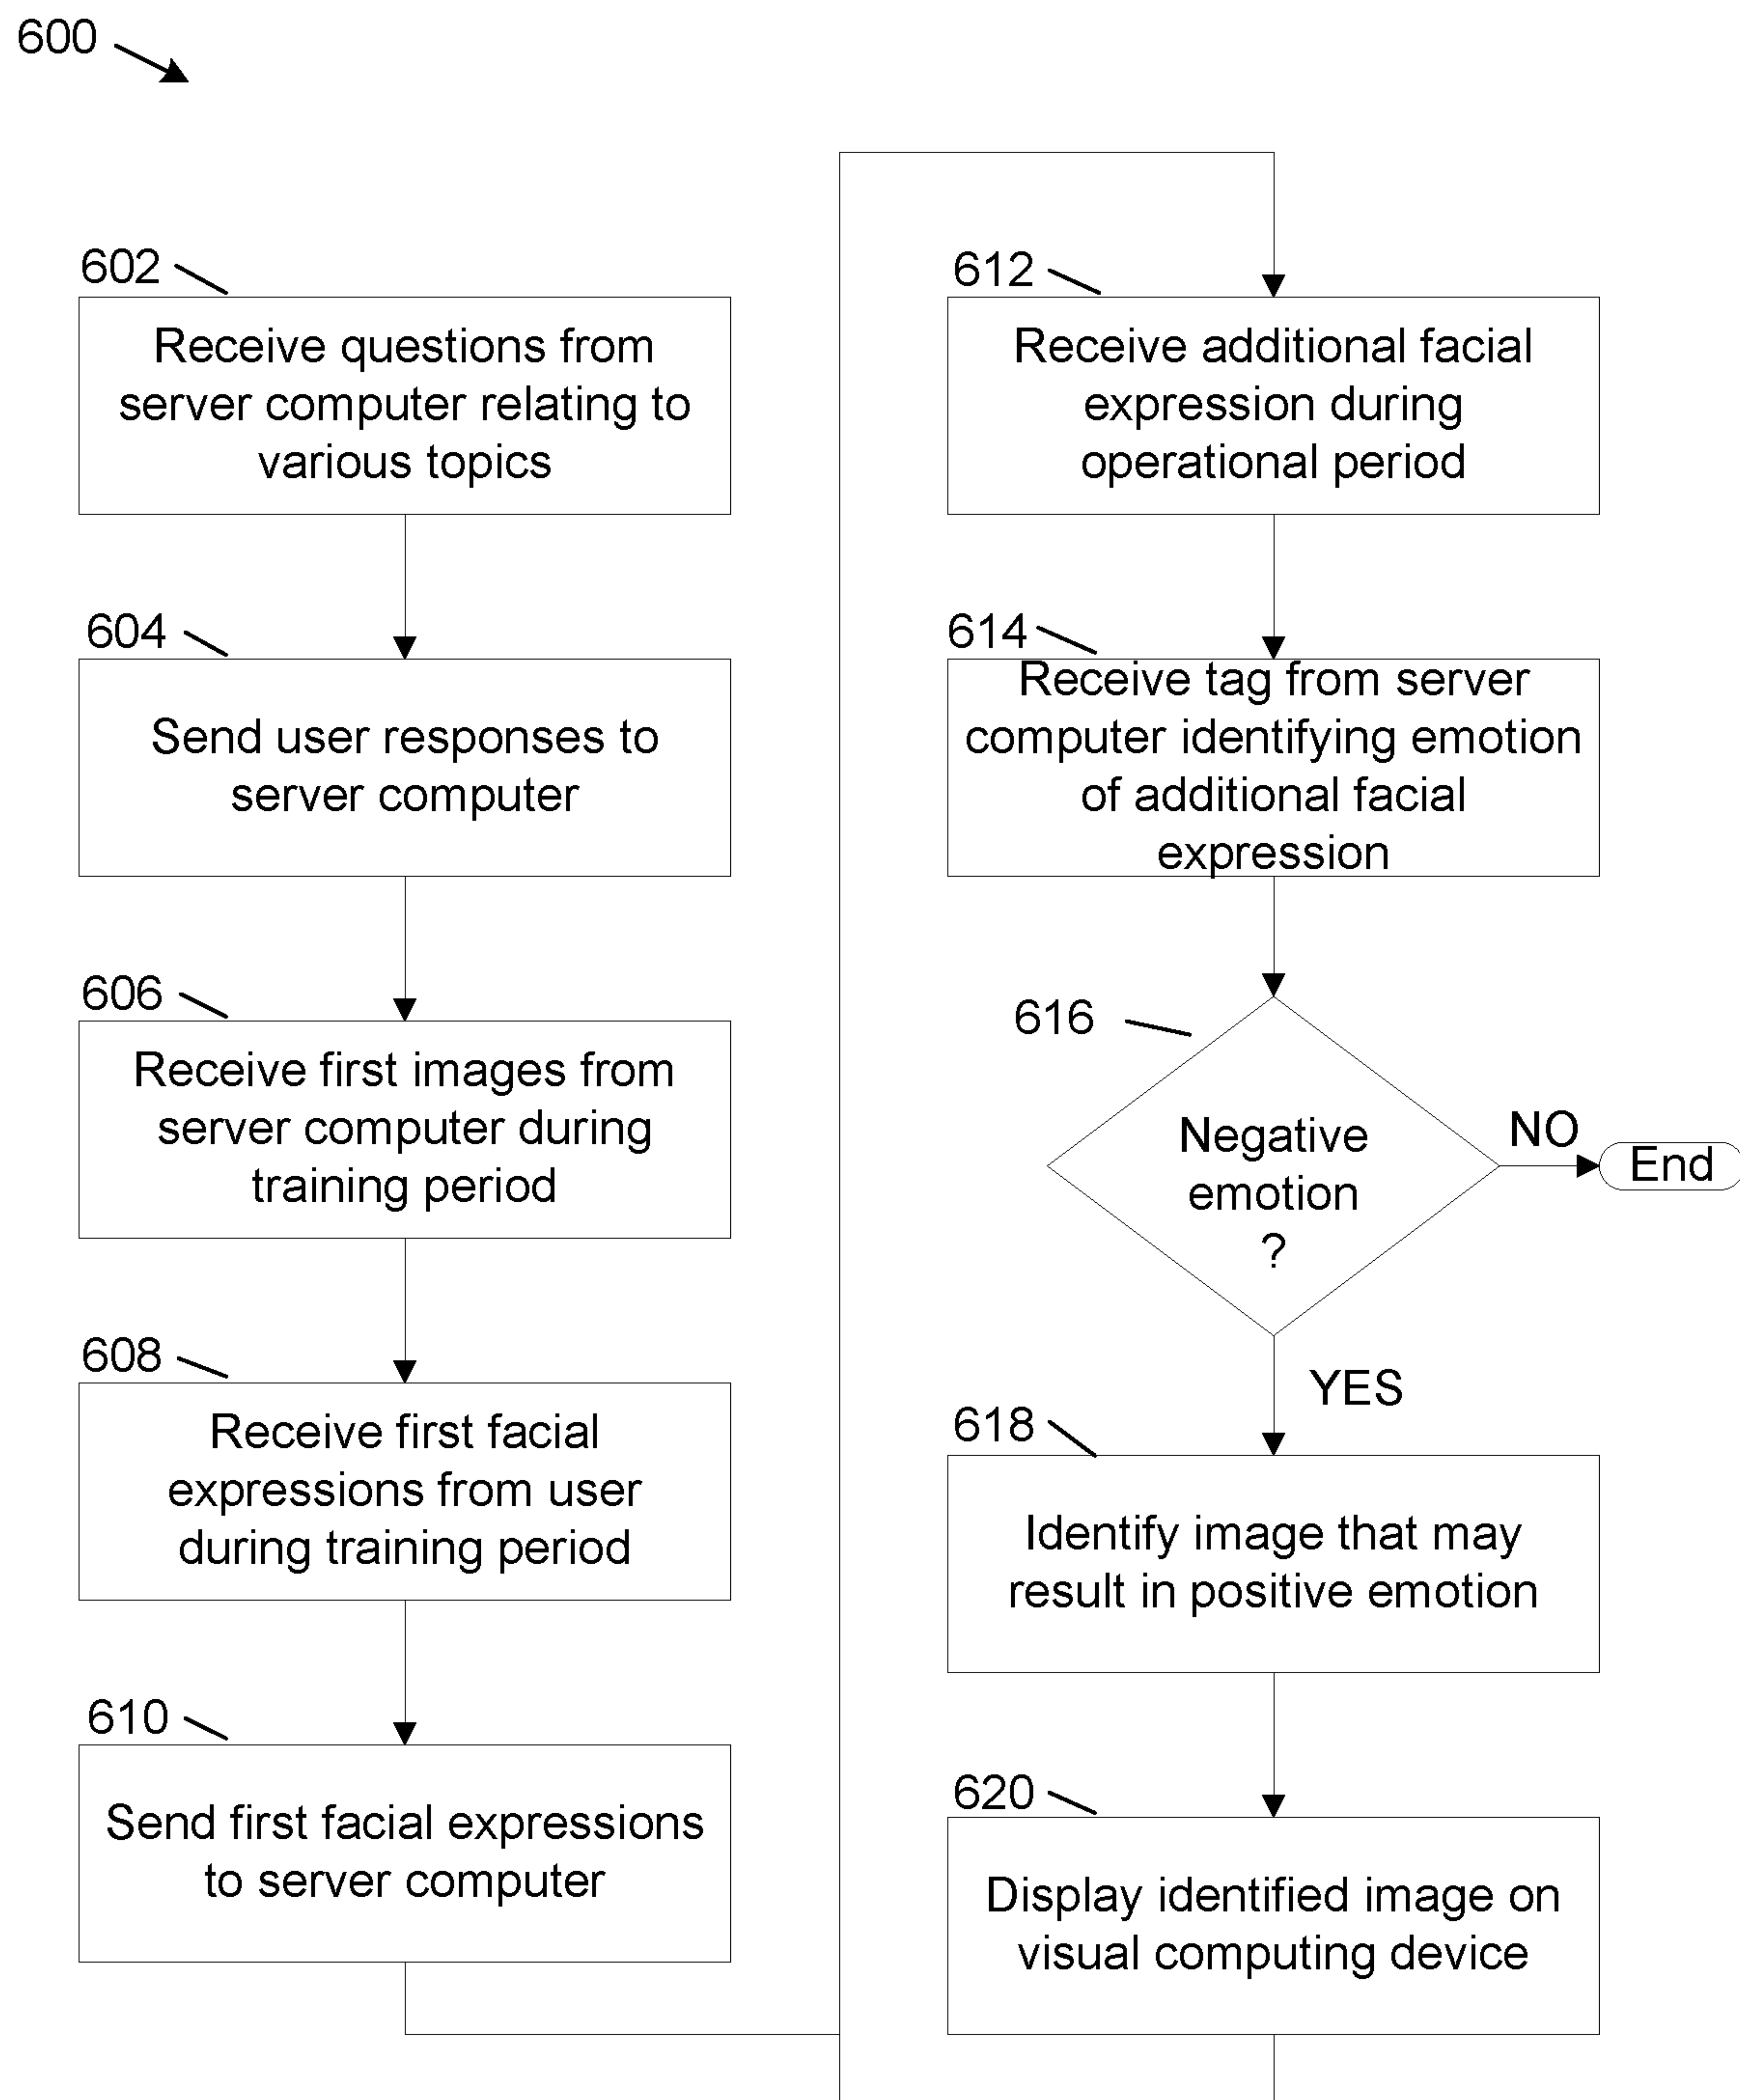 600
602
Receive questions from
server computer relating to
various topics
604
Send user responses to
server computer
606
Receive first images from
server computer during
training period
608
Receive first facial
expressions from user
during training period
610
Send first facial expressions
to server computer
612
Receive additional facial
expression during
operational period
614
Receive tag from server
computer identifying emotion
of additional facial
expression
616
Negative
emotion
?
NO
End
YES
618
Identify image that may
result in positive emotion
620
Display identified image on
visual computing device